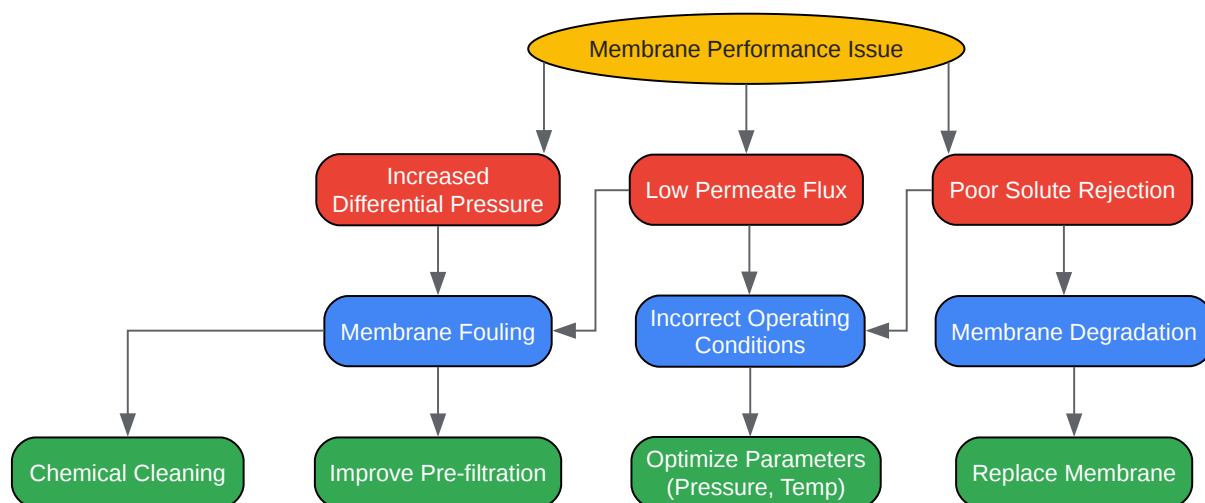 Membrane Performance Issue
Increased
Differential Pressure
Low Permeate Flux
Poor Solute Rejection
Membrane Fouling
Incorrect Operating
Conditions
Membrane Degradation
Chemical Cleaning
Improve Pre-filtration
Optimize Parameters
(Pressure, Temp)
Replace Membrane